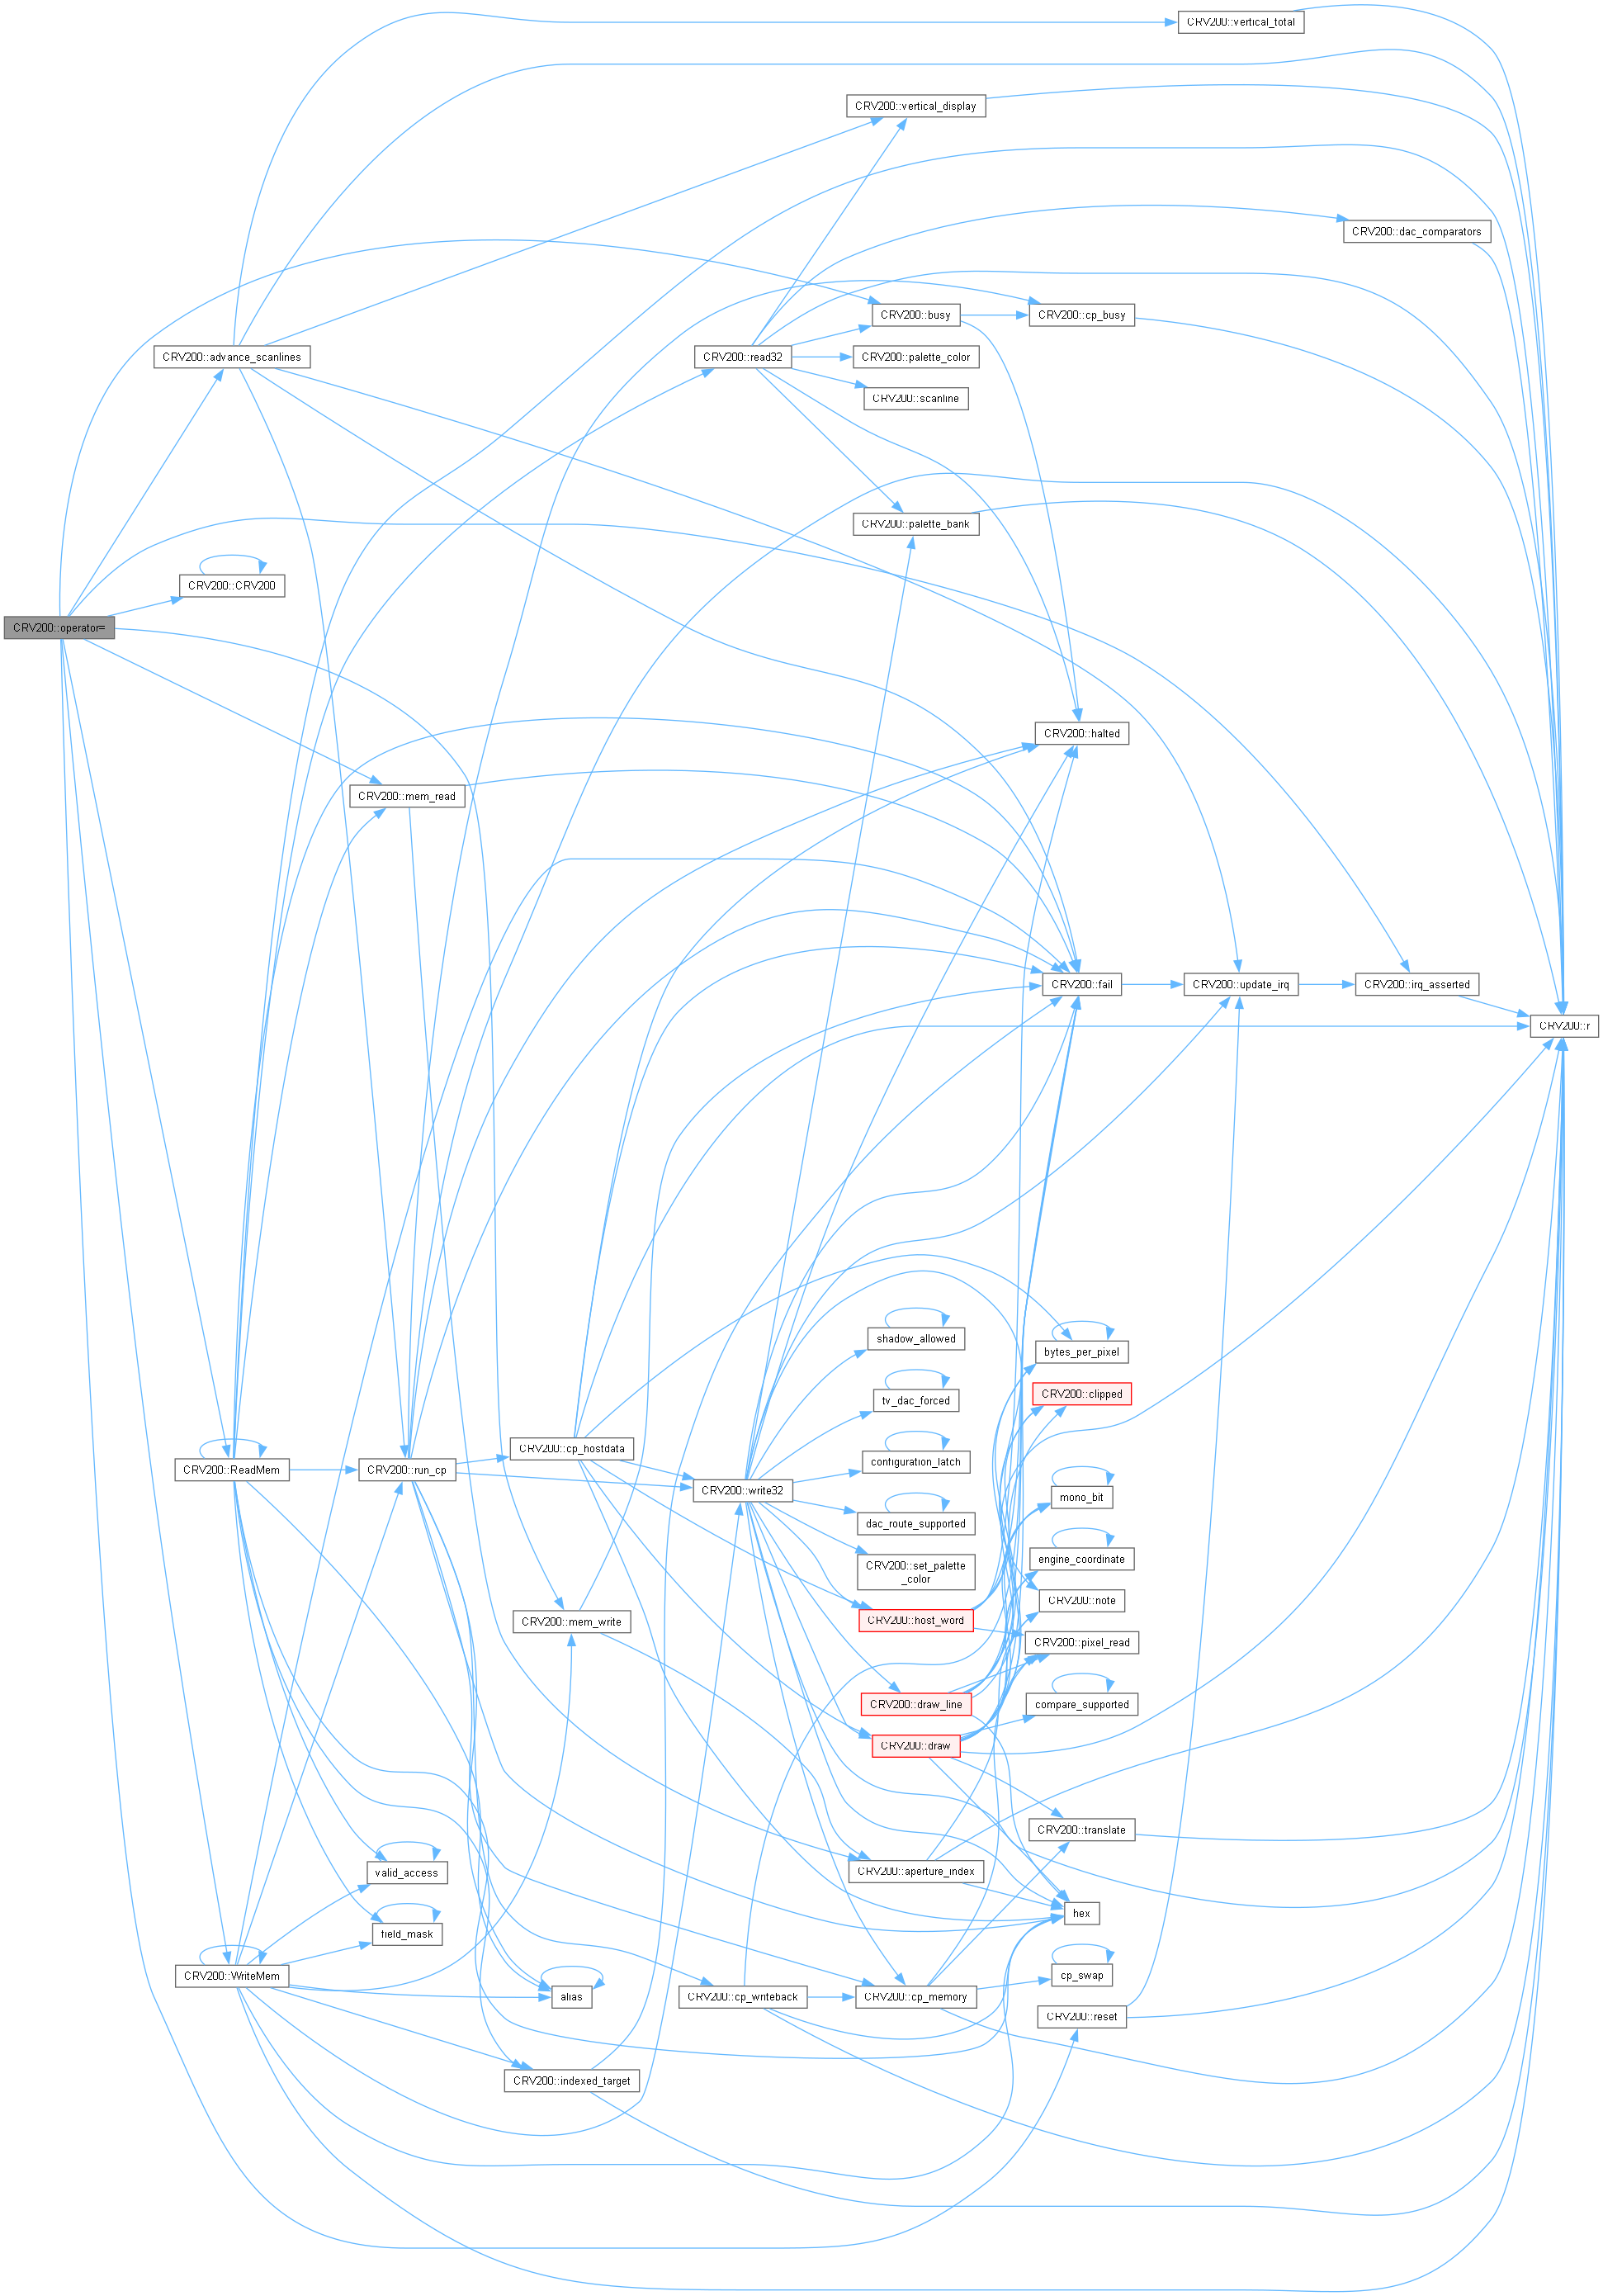 CRV200::vertical_total
CRV200::vertical_display
CRV200::dac_comparators
CRV200::busy
CRV200::cp_busy
CRV200::advance_scanlines
CRV200::read32
CRV200::palette_color
CRV200::scanline
CRV200::palette_bank
CRV200::CRV200
CRV200::operator=
CRV200::halted
CRV200::mem_read
CRV200::fail
CRV200::update_irq
CRV200::irq_asserted
CRV200::r
shadow_allowed
bytes_per_pixel
CRV200::clipped
tv_dac_forced
CRV200::cp_hostdata
configuration_latch
CRV200::ReadMem
CRV200::run_cp
CRV200::write32
mono_bit
dac_route_supported
engine_coordinate
CRV200::set_palette
_color
CRV200::note
CRV200::mem_write
CRV200::host_word
CRV200::pixel_read
CRV200::draw_line
compare_supported
CRV200::draw
CRV200::translate
valid_access
CRV200::aperture_index
hex
field_mask
CRV200::WriteMem
cp_swap
alias
CRV200::cp_writeback
CRV200::cp_memory
CRV200::reset
CRV200::indexed_target